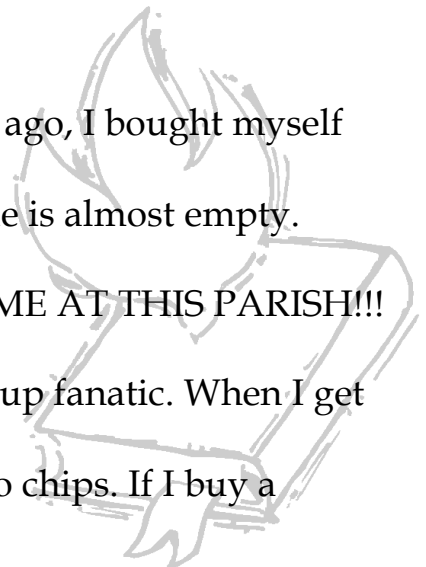 ago, I bought myself
e is almost empty.
ME AT THIS PARISH!!!
up fanatic. When I get
o chips. If I buy a